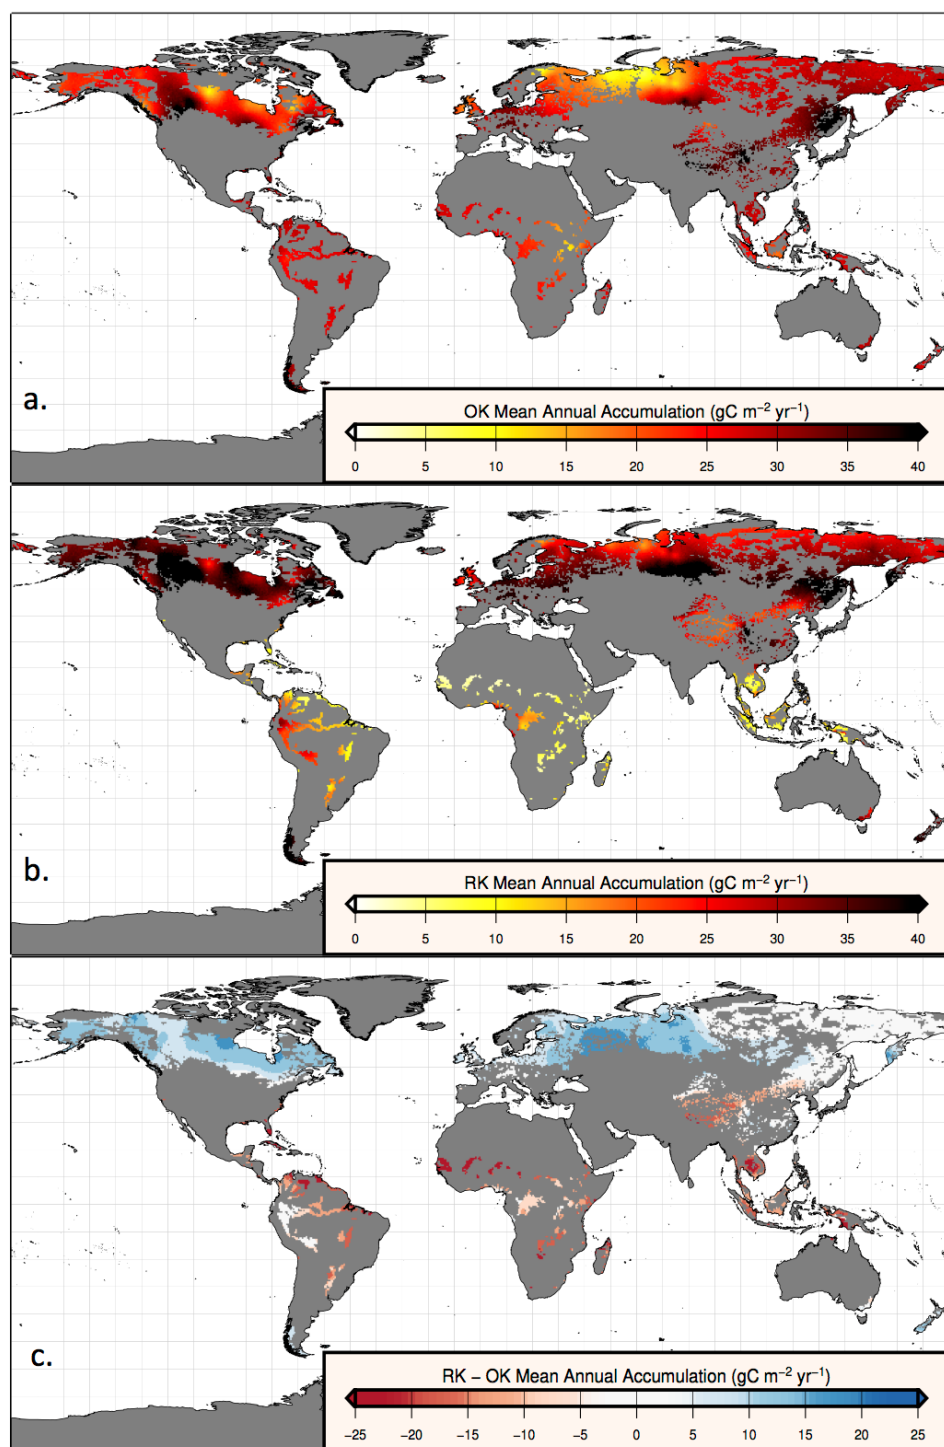 a.
OK Mean Annual Accumulation (gC m⁻² yr⁻¹)
0 5 10 15 20 25 30 35 40
b.
RK Mean Annual Accumulation (gC m⁻² yr⁻¹)
0 5 10 15 20 25 30 35 40
c.
RK − OK Mean Annual Accumulation (gC m⁻² yr⁻¹)
−25 −20 −15 −10 −5 0 5 10 15 20 25